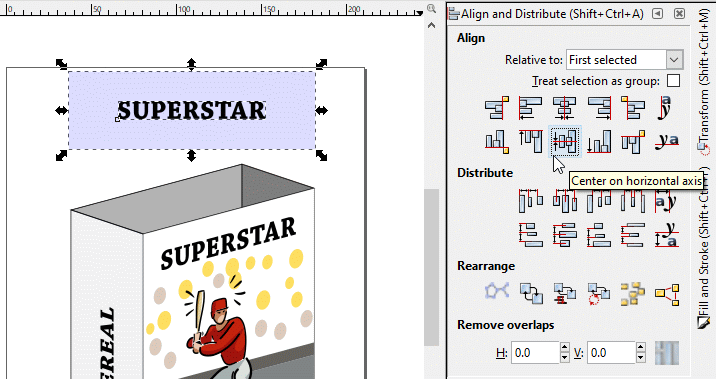 0 50 100 150 200
SUPERSTAR
SUPERSTAR
EREAL
Align and Distribute (Shift+Ctrl+A)
Align
Relative to: First selected
Treat selection as group:
Center on horizontal axis
Distribute
Rearrange
Remove overlaps
H: 0.0 V: 0.0
Transform (Shift+Ctrl+M)
Fill and Stroke (Shift+Ctrl+F)